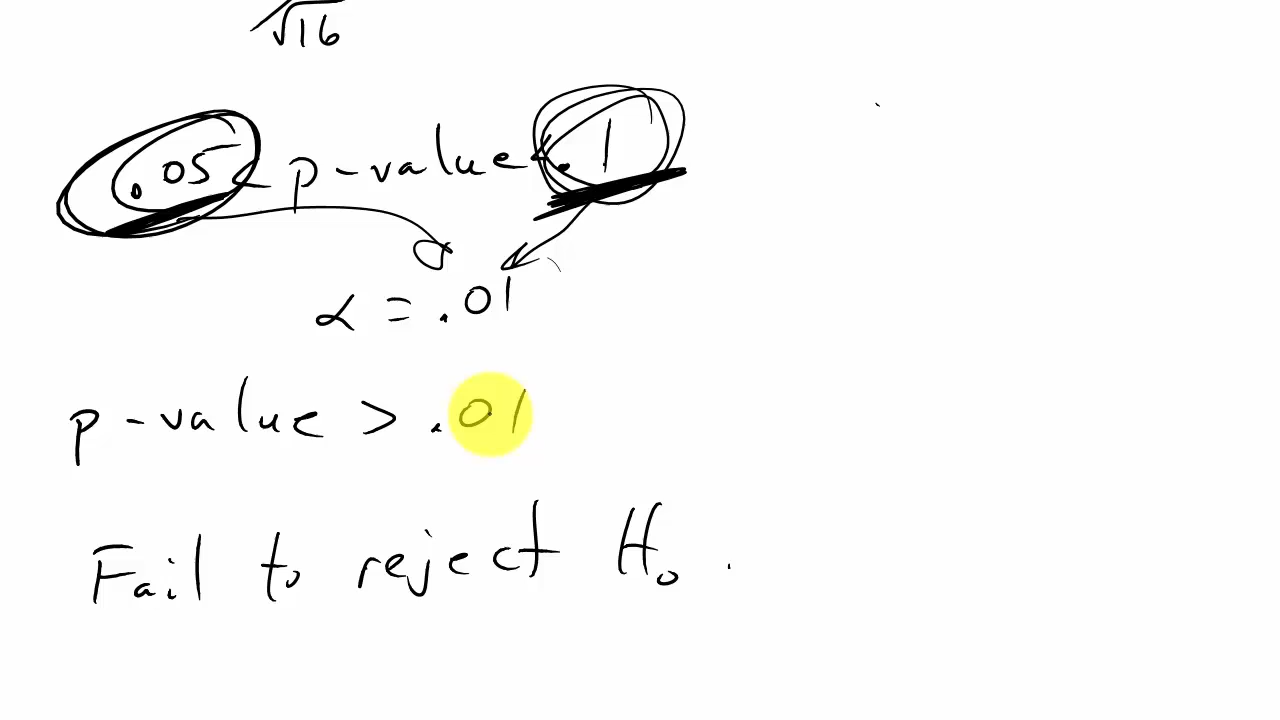 √16
.05 < p-value < .1
α = .01
p-value > .01
Fail to reject H₀.